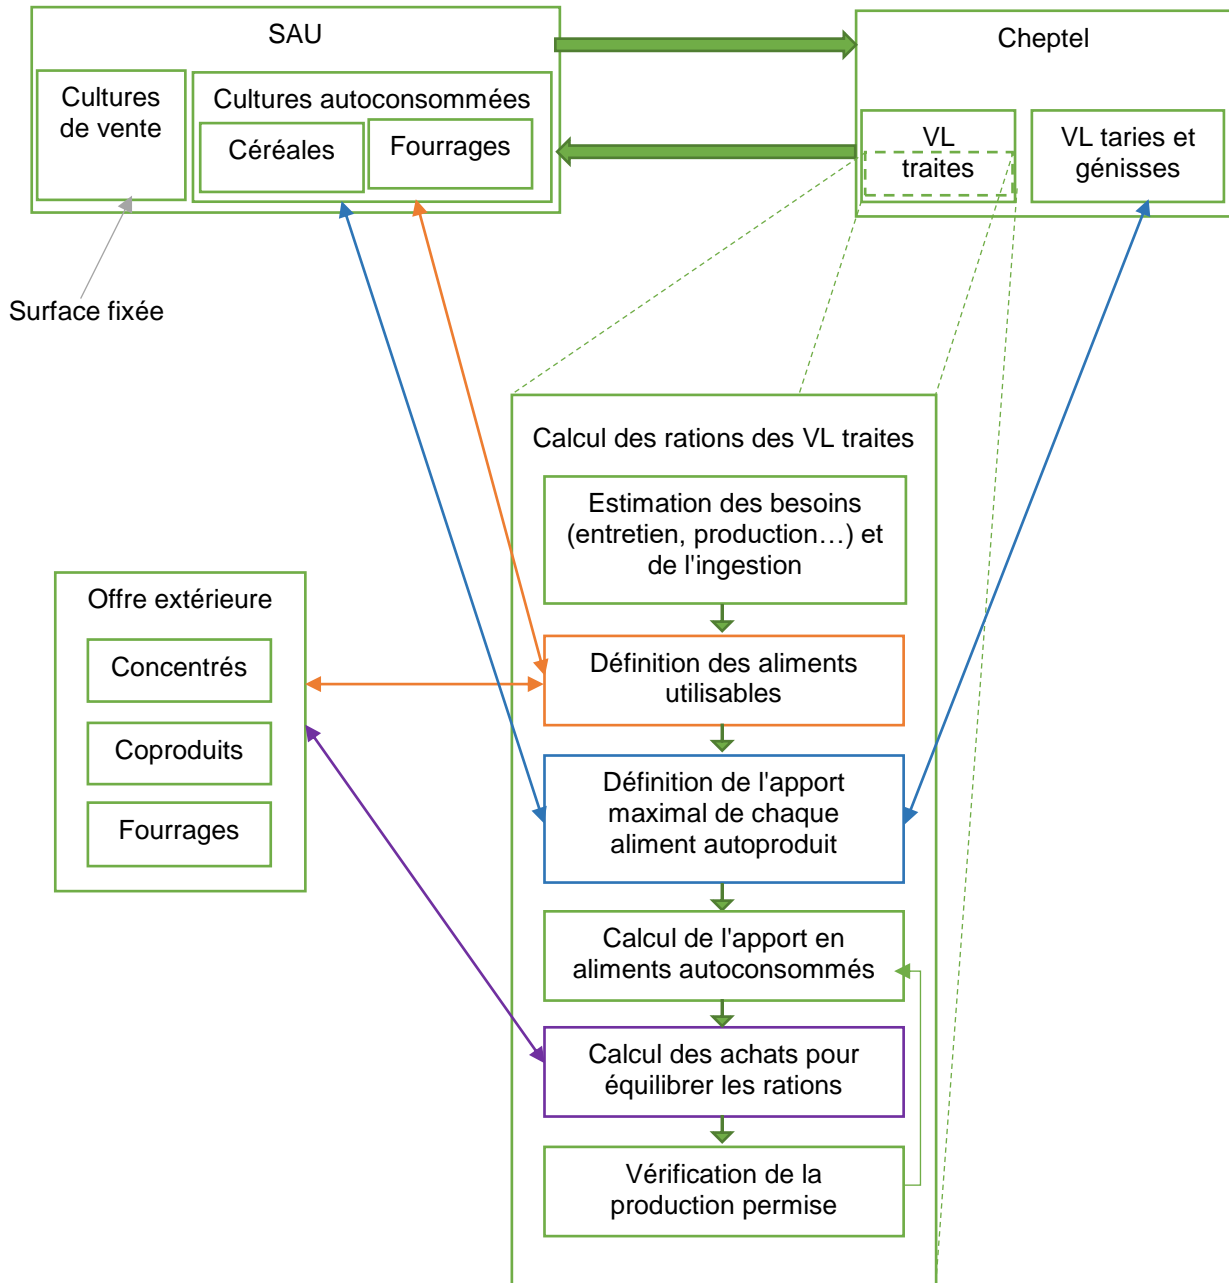 SAU
Cultures
de vente
Cultures autoconsommées
Céréales
Fourrages
Cheptel
VL
traites
VL taries et
génisses
Surface fixée
Calcul des rations des VL traites
Estimation des besoins
(entretien, production…) et
de l'ingestion
Offre extérieure
Concentrés
Coproduits
Fourrages
Définition des aliments
utilisables
Définition de l'apport
maximal de chaque
aliment autoproduit
Calcul de l'apport en
aliments autoconsommés
Calcul des achats pour
équilibrer les rations
Vérification de la
production permise